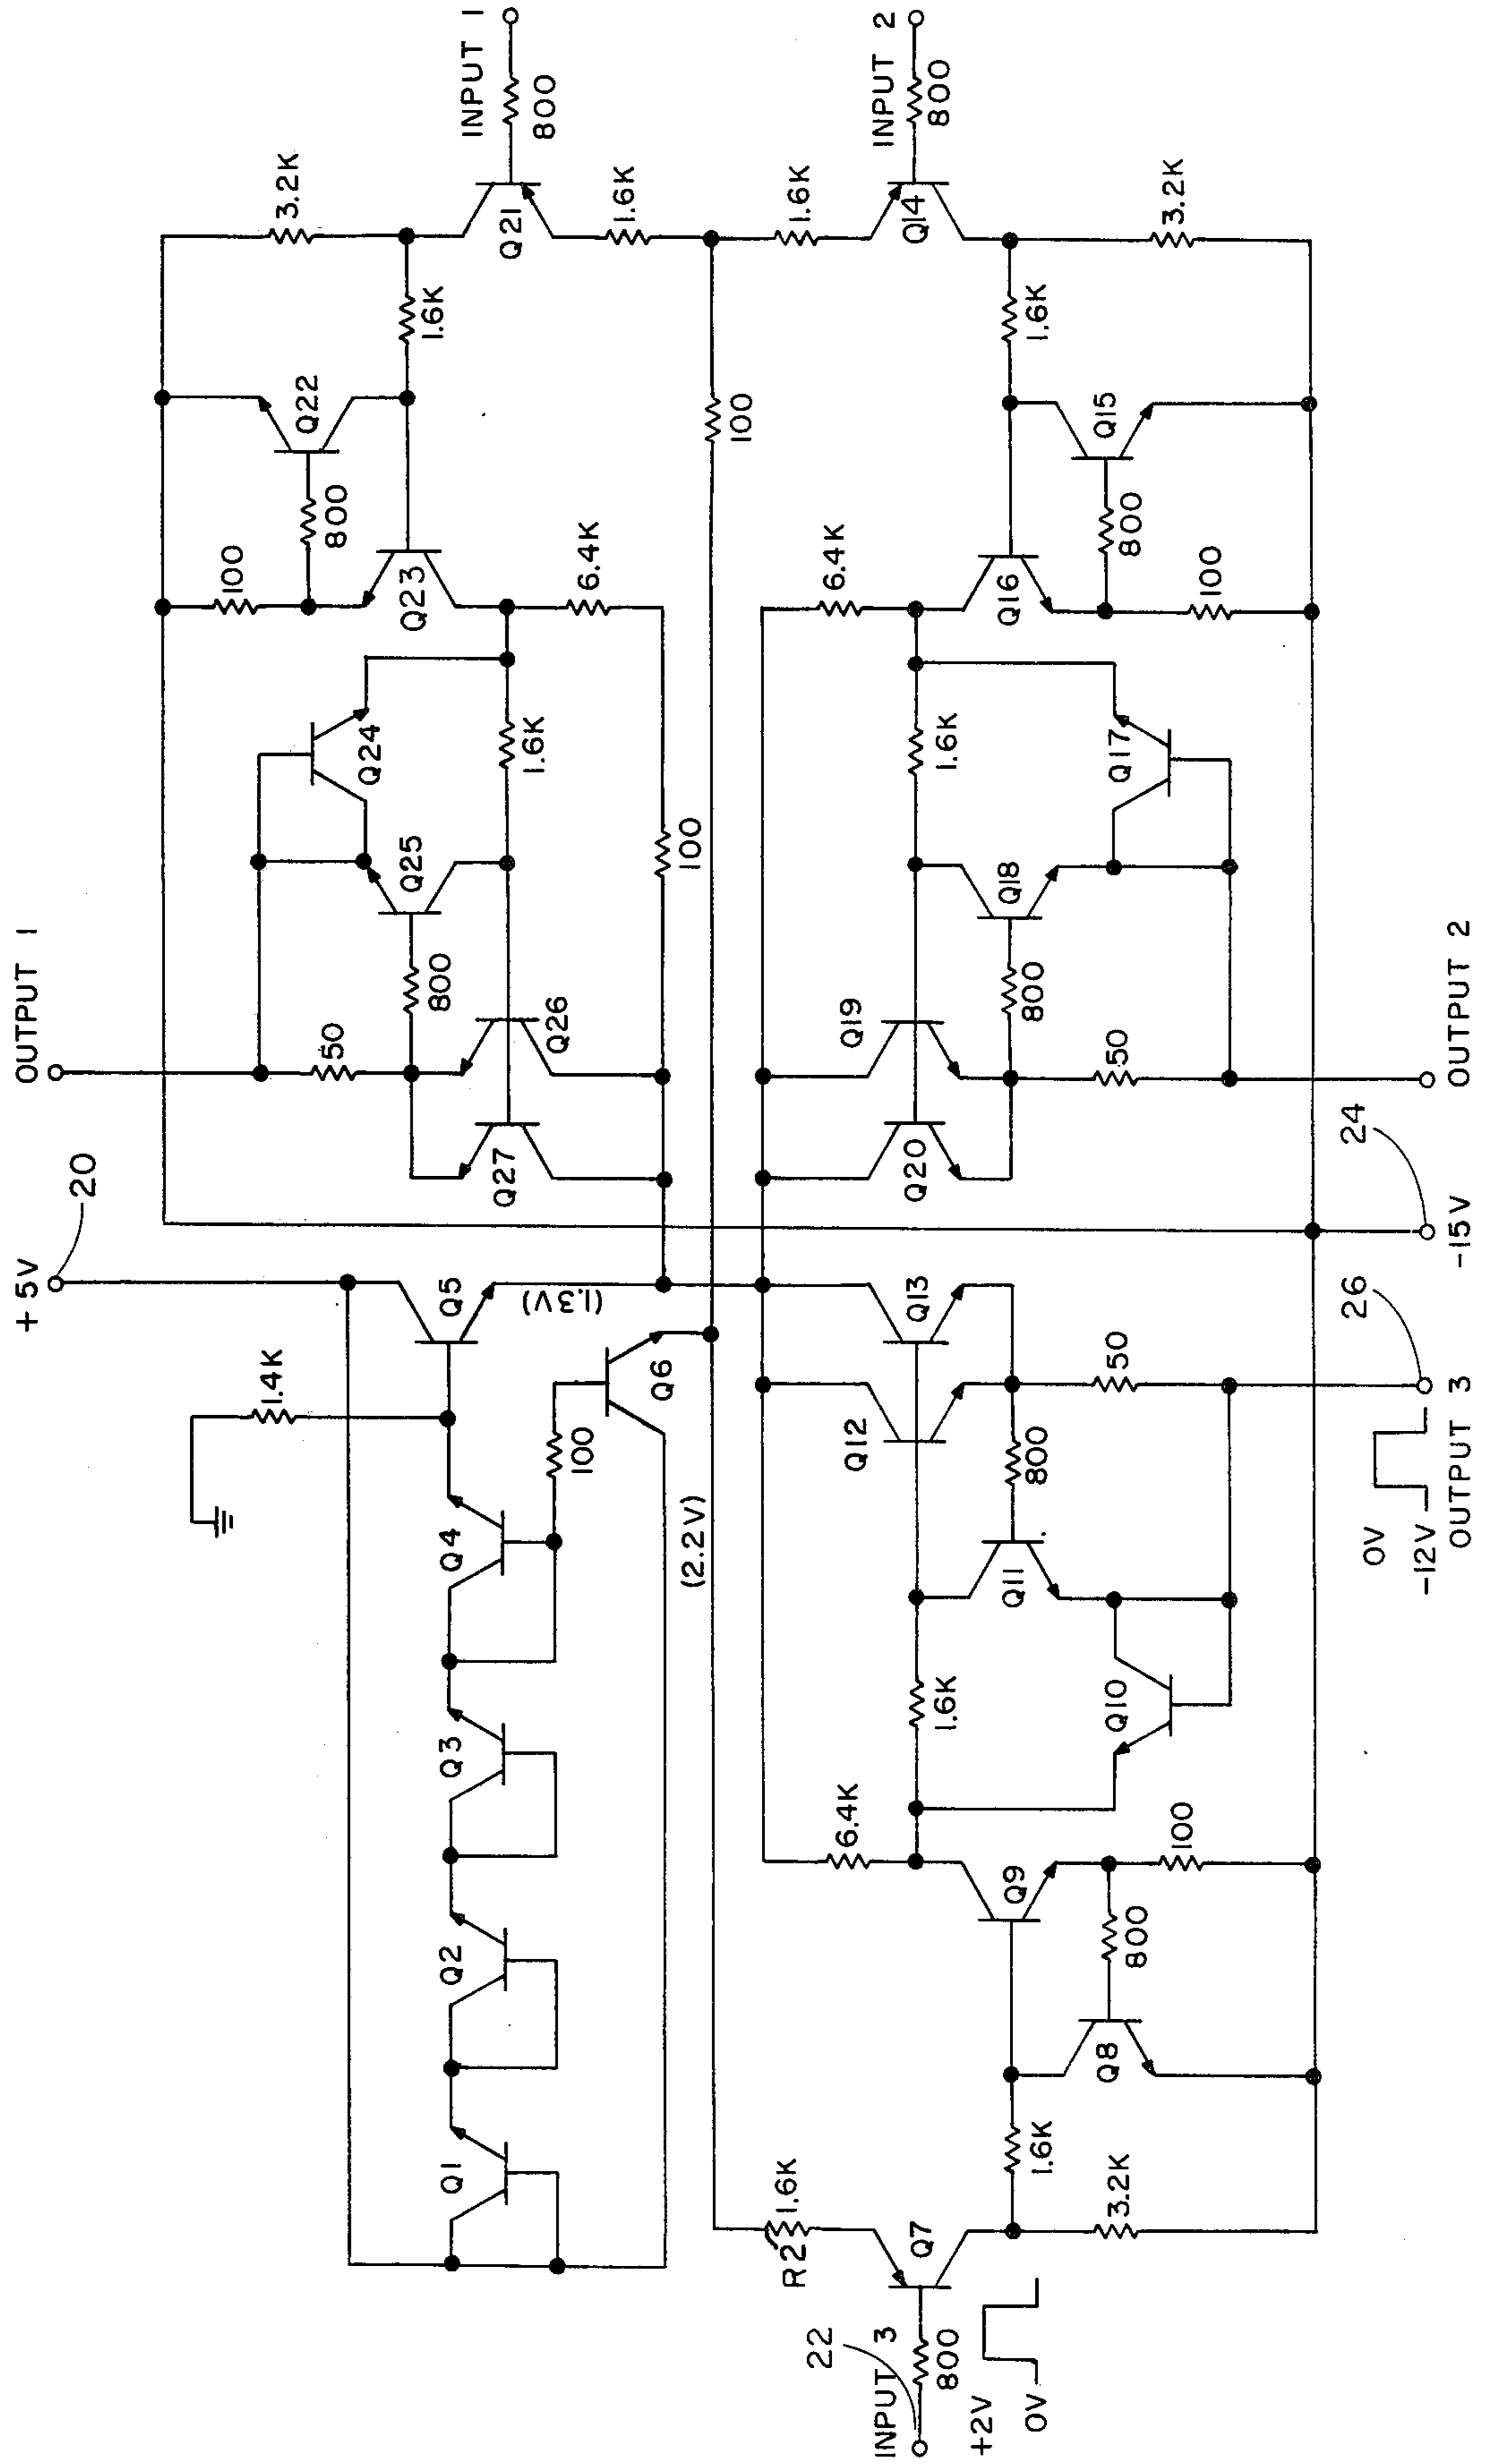 +5V
OUTPUT 1
20
100
1.4K
3.2K
Q22
50
800
Q24
Q25
Q23
1.6K
Q1
Q2
Q3
Q4
Q5
800
INPUT 1
Q27
Q21
1.6K
800
(1.3V)
Q26
100
6.4K
1.6K
Q6
(2.2V)
100
100
R2
1.6K
1.6K
22
6.4K
6.4K
Q12
Q19
INPUT 3
INPUT 2
Q7
Q13
Q20
Q14
800
1.6K
1.6K
800
+2V
Q9
Q11
Q18
Q16
0V
1.6K
800
800
1.6K
Q8
3.2K
Q10
50
50
Q17
Q15
800
800
100
100
3.2K
26
24
0V
-12V
OUTPUT 3
-15V
OUTPUT 2